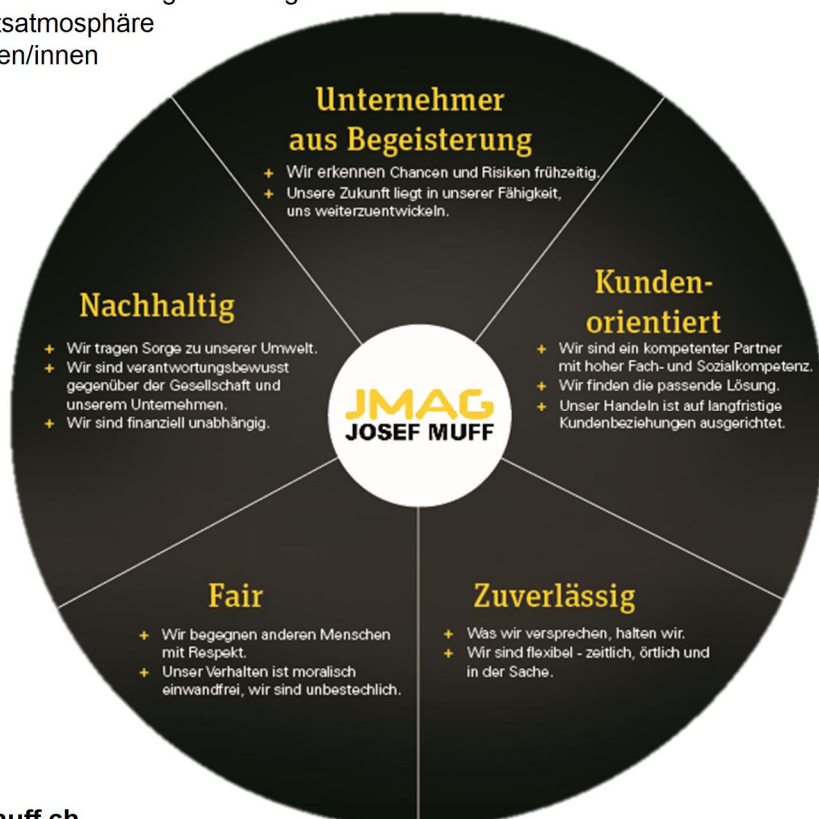 tsatmosphäre
en/innen
Unternehmer
aus Begeisterung
+ Wir erkennen Chancen und Risiken frühzeitig.
+ Unsere Zukunft liegt in unserer Fähigkeit,
uns weiterzuentwickeln.
Kunden-
orientiert
+ Wir sind ein kompetenter Partner
mit hoher Fach- und Sozialkompetenz.
+ Wir finden die passende Lösung.
+ Unser Handeln ist auf langfristige
Kundenbeziehungen ausgerichtet.
Nachhaltig
+ Wir tragen Sorge zu unserer Umwelt.
+ Wir sind verantwortungsbewusst
gegenüber der Gesellschaft und
unserem Unternehmen.
+ Wir sind finanziell unabhängig.
JMAG
JOSEF MUFF
Fair
+ Wir begegnen anderen Menschen
mit Respekt.
+ Unser Verhalten ist moralisch
einwandfrei, wir sind unbestechlich.
Zuverlässig
+ Was wir versprechen, halten wir.
+ Wir sind flexibel - zeitlich, örtlich und
in der Sache.